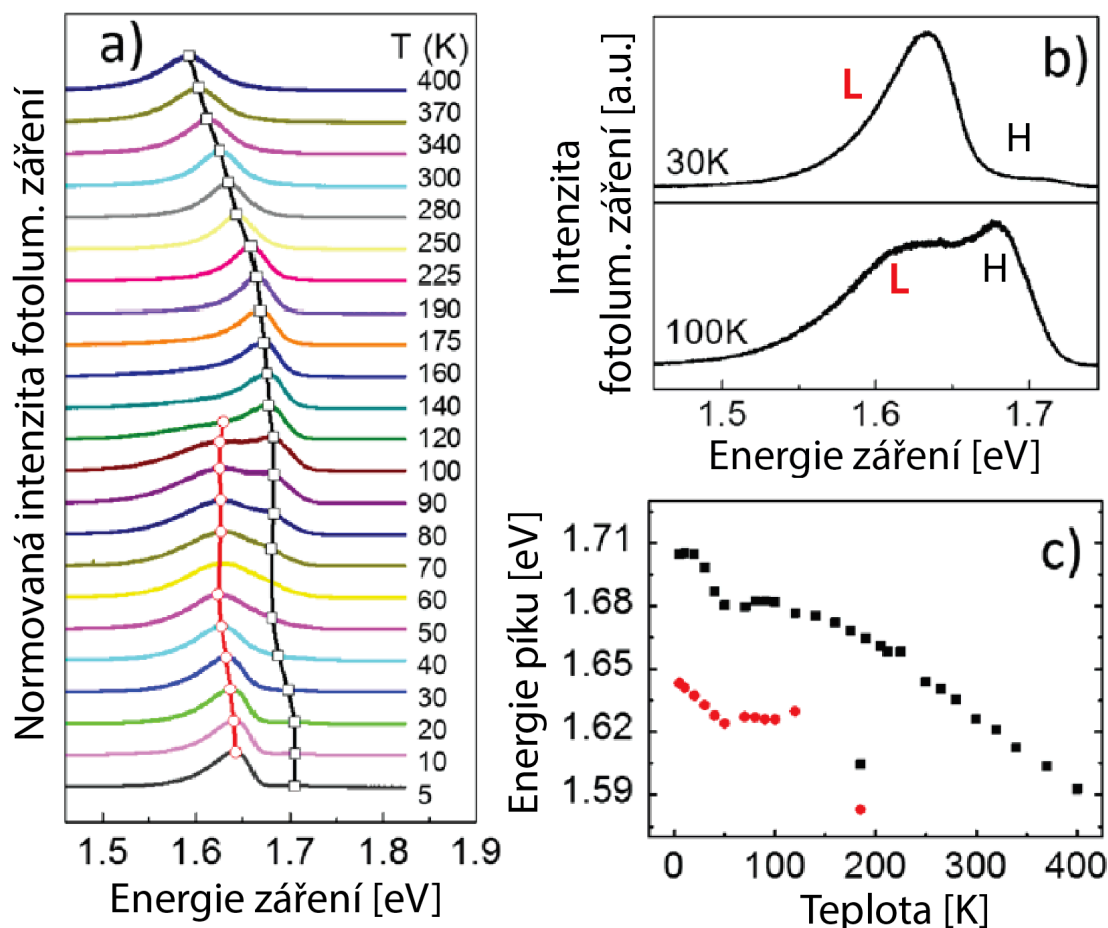 a)
T (K)
400
370
340
300
280
250
225
190
175
160
140
120
100
90
80
70
60
50
40
30
20
10
5
Normovaná intenzita fotolum. záření
1.5 1.6 1.7 1.8 1.9
Energie záření [eV]
b)
L
H
30K
L
H
100K
Intenzita
fotolum. záření [a.u.]
1.5 1.6 1.7
Energie záření [eV]
c)
1.71
1.68
1.65
1.62
1.59
Energie píku [eV]
0 100 200 300 400
Teplota [K]